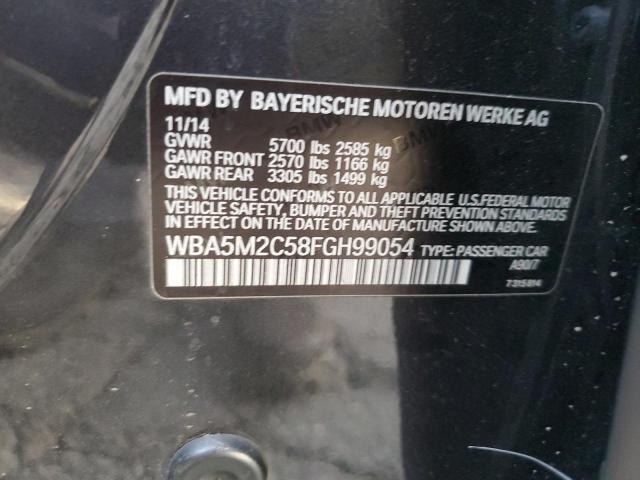 MFD BY BAYERISCHE MOTOREN WERKE AG
11/14
GVWR 5700 lbs 2585 kg
GAWR FRONT 2570 lbs 1166 kg
GAWR REAR 3305 lbs 1499 kg
THIS VEHICLE CONFORMS TO ALL APPLICABLE U.S.FEDERAL MOTOR
VEHICLE SAFETY, BUMPER AND THEFT PREVENTION STANDARDS
IN EFFECT ON THE DATE OF MANUFACTURE SHOWN ABOVE.
WBA5M2C58FGH99054 TYPE: PASSENGER CAR
A90/7
7315814